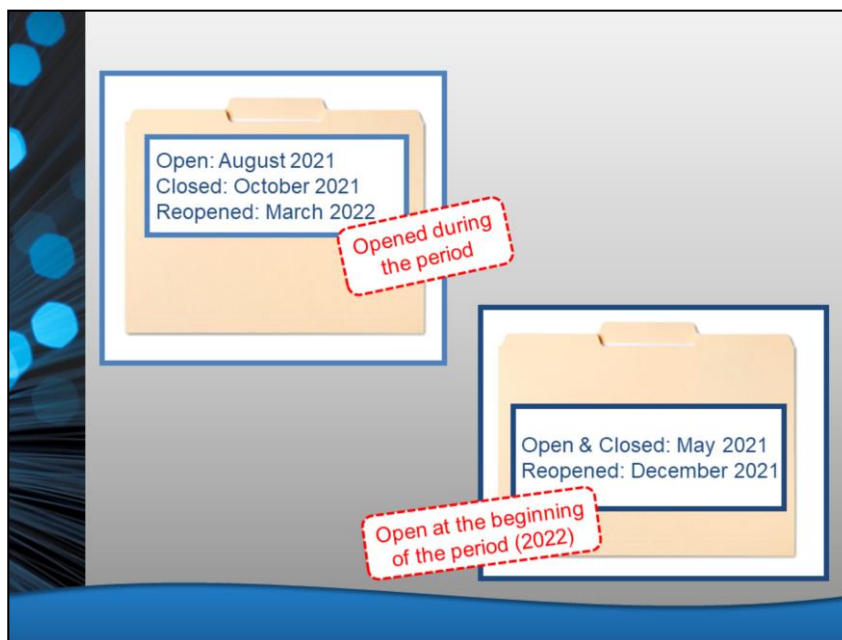 Open: August 2021
Closed: October 2021
Reopened: March 2022
Opened during
the period
Open & Closed: May 2021
Reopened: December 2021
Open at the beginning
of the period (2022)